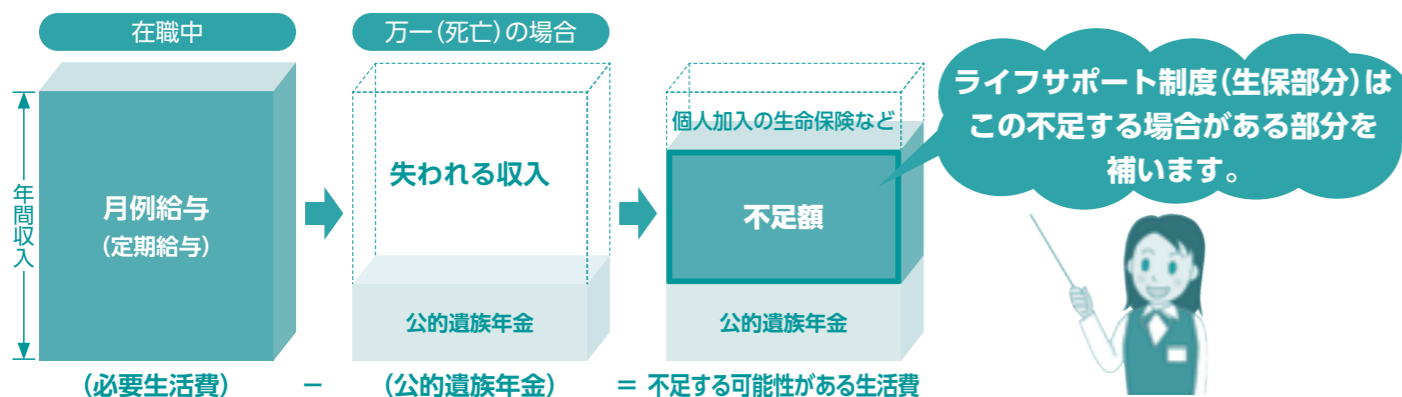 在職中
万一(死亡)の場合
年間収入
月例給与
(定期給与)
失われる収入
公的遺族年金
個人加入の生命保険など
不足額
公的遺族年金
ライフサポート制度(生保部分)は
この不足する場合がある部分を
補います。
(必要生活費) − (公的遺族年金) = 不足する可能性がある生活費